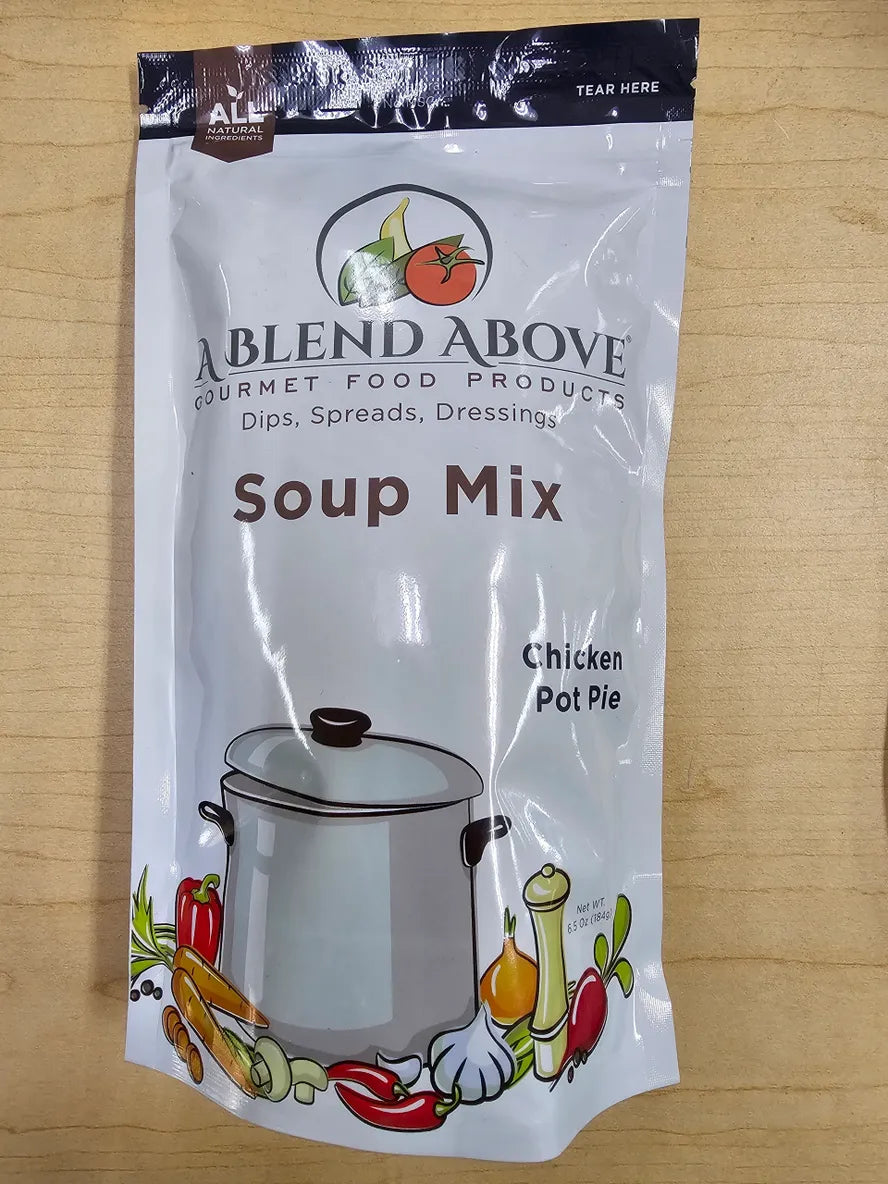 TEAR HERE
ALL
NATURAL
INGREDIENTS
A BLEND ABOVE®
GOURMET FOOD PRODUCTS
Dips, Spreads, Dressings
Soup Mix
Chicken
Pot Pie
Net WT.
6.5 Oz (184g)